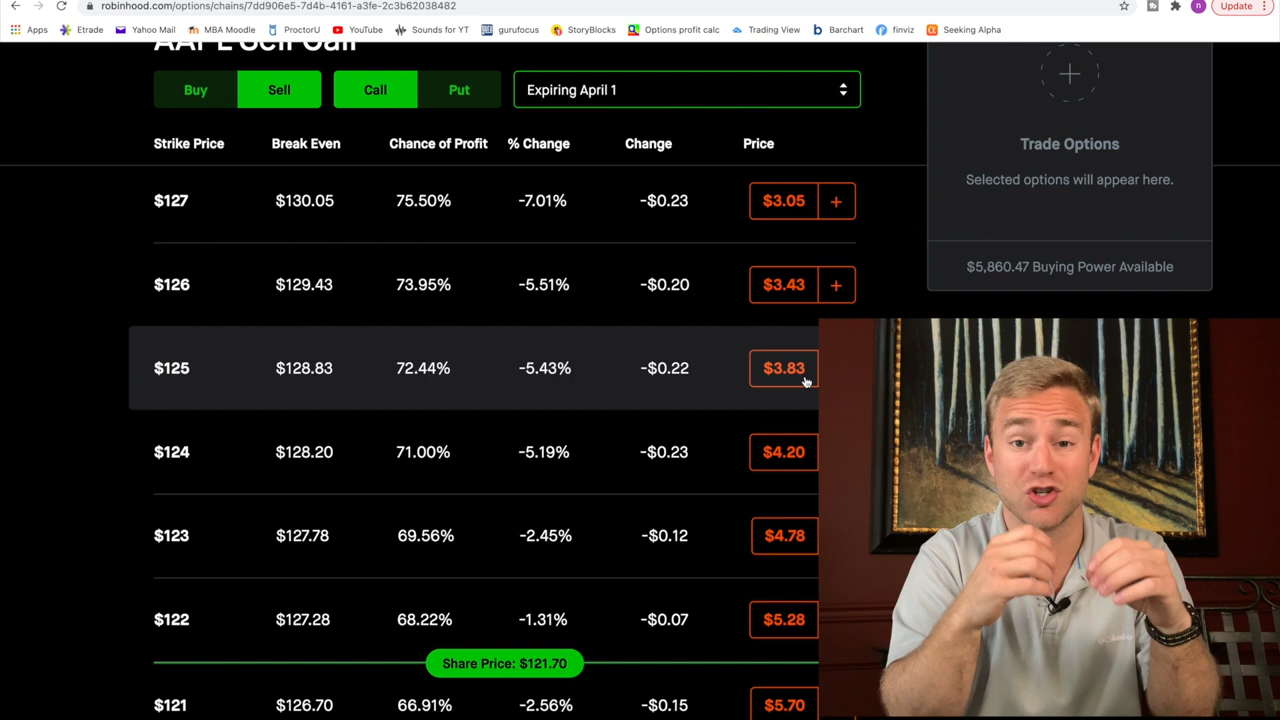 robinhood.com/options/chains/7dd906e5-7d4b-4161-a3fe-2c3b62038482
n
Update
Apps Etrade Yahoo Mail MBA Moodle ProctorU YouTube Sounds for YT gurufocus StoryBlocks Options profit calc Trading View Barchart finviz Seeking Alpha
AAPL Sell Call
Buy Sell Call Put Expiring April 1
Strike Price Break Even Chance of Profit % Change Change Price
$127 $130.05 75.50% -7.01% -$0.23 $3.05 +
$126 $129.43 73.95% -5.51% -$0.20 $3.43 +
$125 $128.83 72.44% -5.43% -$0.22 $3.83
$124 $128.20 71.00% -5.19% -$0.23 $4.20
$123 $127.78 69.56% -2.45% -$0.12 $4.78
$122 $127.28 68.22% -1.31% -$0.07 $5.28
Share Price: $121.70
$121 $126.70 66.91% -2.56% -$0.15 $5.70
Trade Options
Selected options will appear here.
$5,860.47 Buying Power Available
Columbia